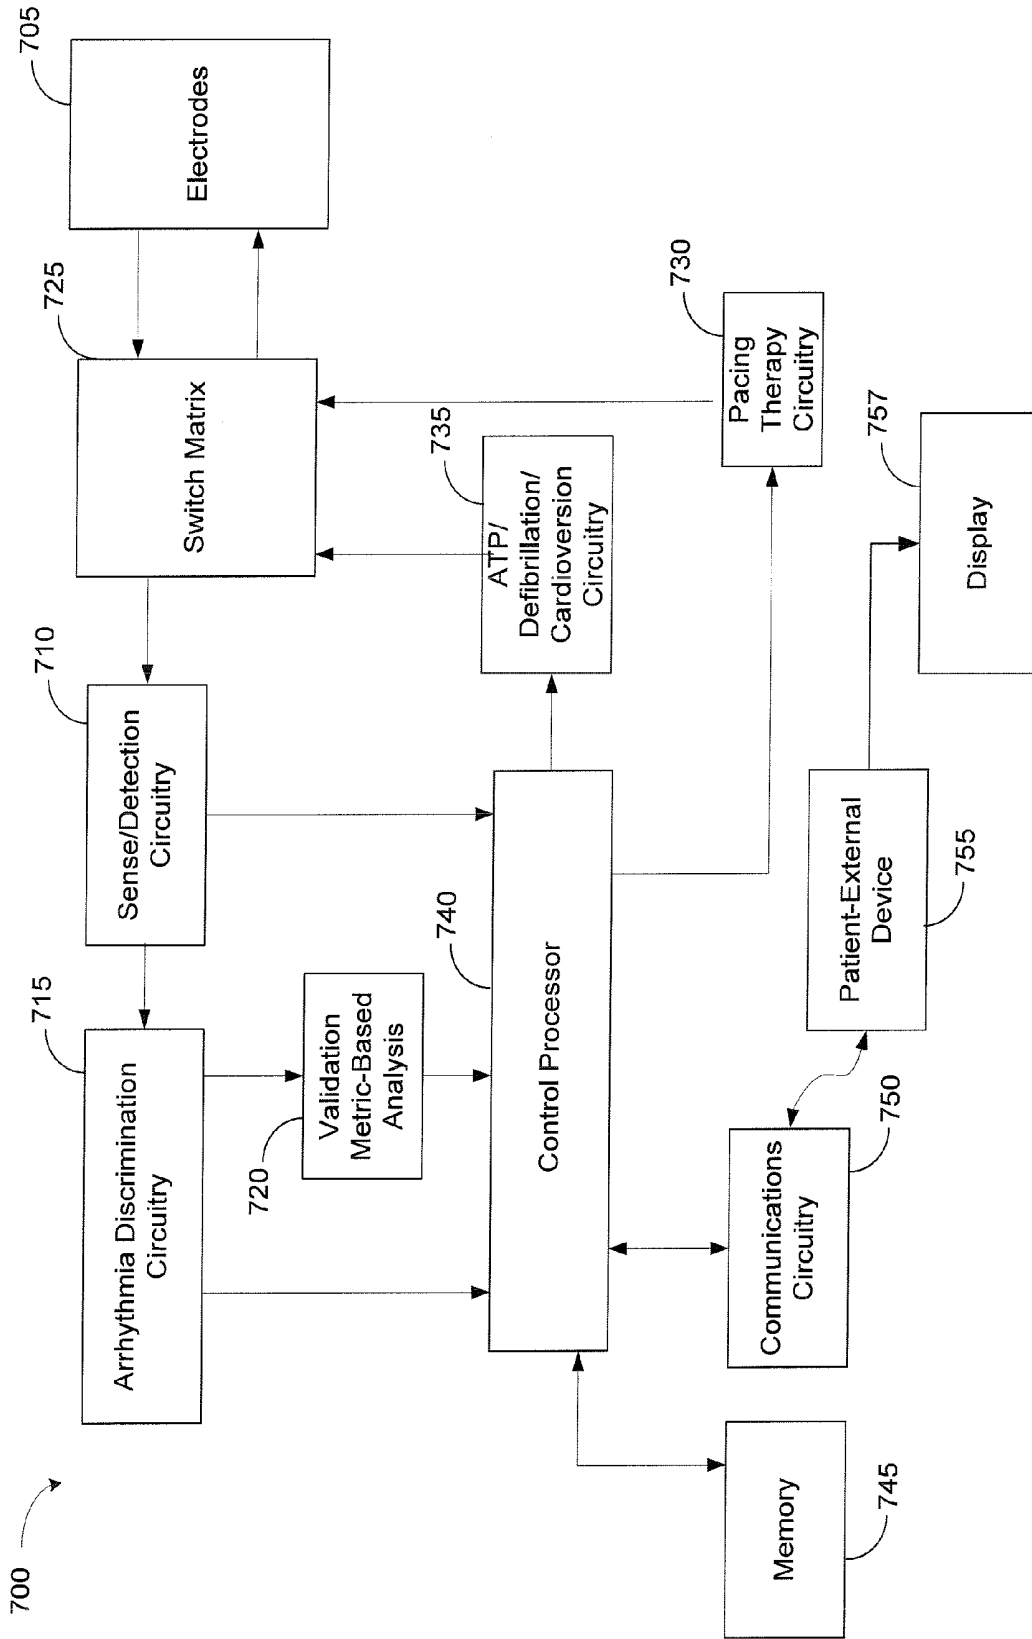 700
Arrhythmia Discrimination
Circuitry
715
Sense/Detection
Circuitry
710
Switch Matrix
725
Electrodes
705
Validation
Metric-Based
Analysis
720
Control Processor
740
ATP/
Defibrillation/
Cardioversion
Circuitry
735
Pacing
Therapy
Circuitry
730
Memory
745
Communications
Circuitry
750
Patient-External
Device
755
Display
757